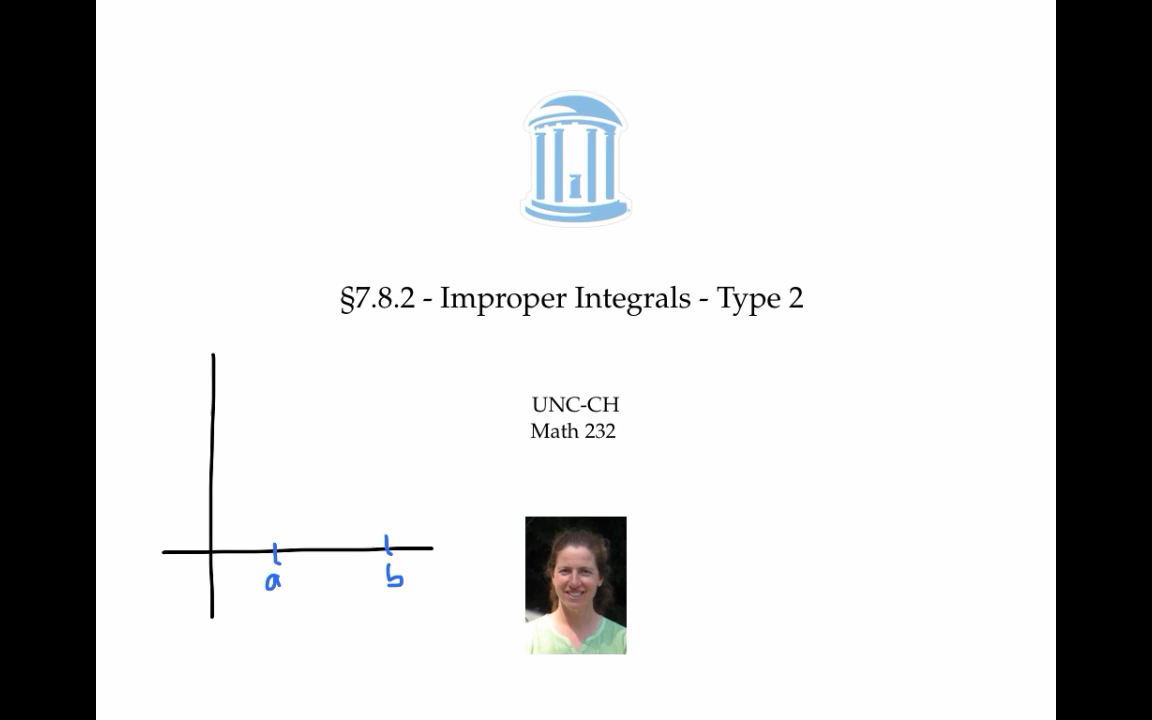 §7.8.2 - Improper Integrals - Type 2
UNC-CH
Math 232
a b